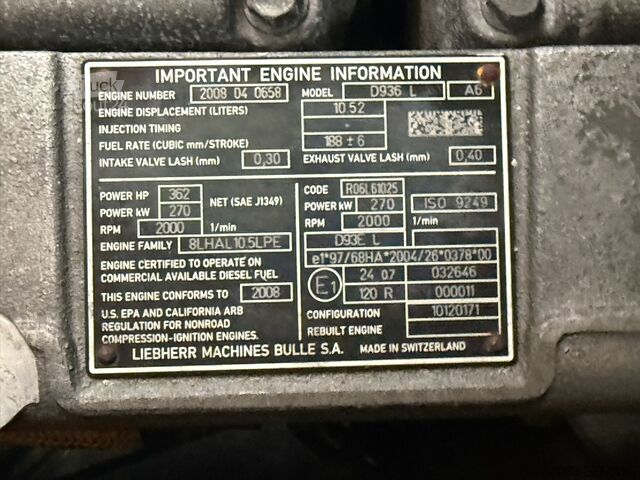 IMPORTANT ENGINE INFORMATION
ENGINE NUMBER 2008 04 0658 MODEL D936 L A6
ENGINE DISPLACEMENT (LITERS) 10.52
INJECTION TIMING
FUEL RATE (CUBIC mm/STROKE) 188 ± 6
INTAKE VALVE LASH (mm) 0,30 EXHAUST VALVE LASH (mm) 0,40
POWER HP 362 NET (SAE J1349)
POWER kW 270
RPM 2000 1/min
ENGINE FAMILY 8LHAL10.5LPE
ENGINE CERTIFIED TO OPERATE ON
COMMERCIAL AVAILABLE DIESEL FUEL
THIS ENGINE CONFORMS TO 2008
U.S. EPA AND CALIFORNIA ARB
REGULATION FOR NONROAD
COMPRESSION-IGNITION ENGINES.
CODE R06L61025
POWER kW 270 ISO 9249
RPM 2000 1/min
D93E L
e1*97/68HA*2004/26*0378*00
E1 24 0.7 032646
120 R 000011
CONFIGURATION 10120171
REBUILT ENGINE
LIEBHERR MACHINES BULLE S.A. MADE IN SWITZERLAND